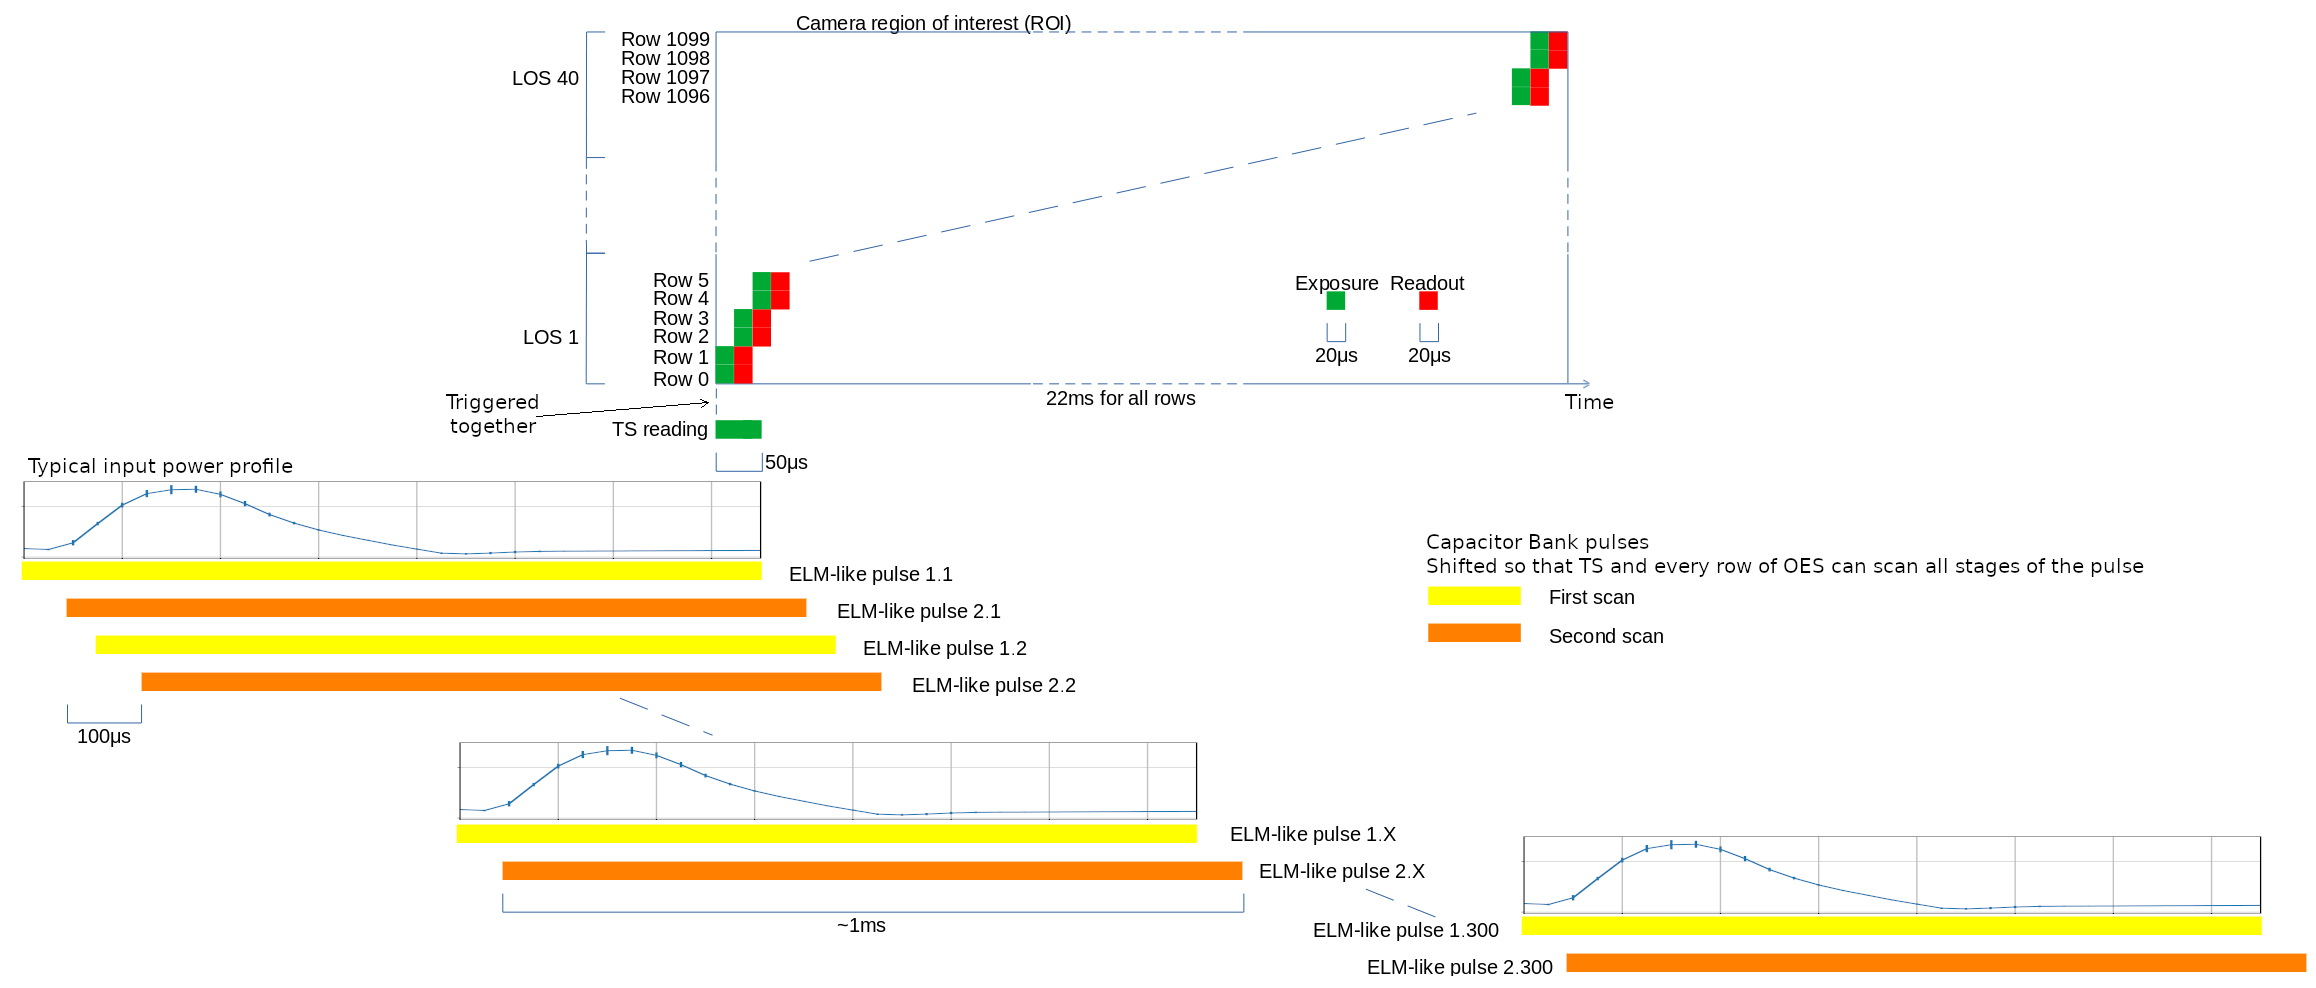 Camera region of interest (ROI)
Row 1099
Row 1098
LOS 40
Row 1097
Row 1096
Row 5
Row 4
Row 3
LOS 1
Row 2
Row 1
Row 0
Exposure
Readout
20µs
20µs
22ms for all rows
Time
Triggered
together
TS reading
50µs
Typical input power profile
ELM-like pulse 1.1
ELM-like pulse 2.1
ELM-like pulse 1.2
ELM-like pulse 2.2
100µs
Capacitor Bank pulses
Shifted so that TS and every row of OES can scan all stages of the pulse
First scan
Second scan
ELM-like pulse 1.X
ELM-like pulse 2.X
~1ms
ELM-like pulse 1.300
ELM-like pulse 2.300